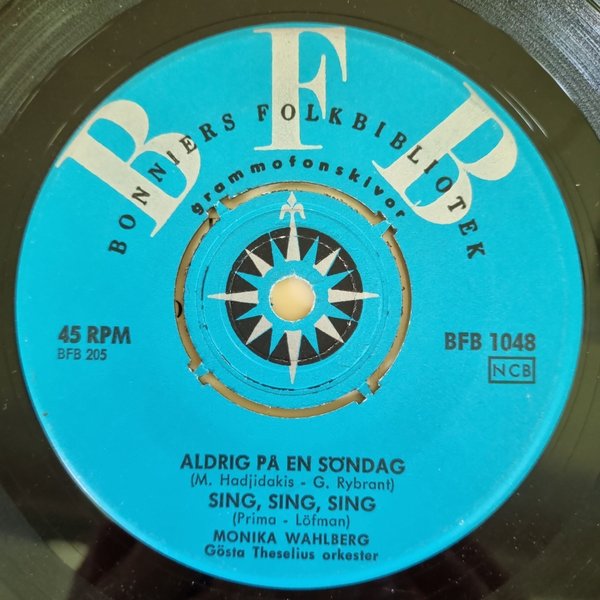 BFB
BONNIERS FOLKBIBLIOTEK
grammofonskivor
45 RPM
BFB 205
BFB 1048
NCB
ALDRIG PÅ EN SÖNDAG
(M. Hadjidakis - G. Rybrant)
SING, SING, SING
(Prima - Löfman)
MONIKA WAHLBERG
Gösta Theselius orkester